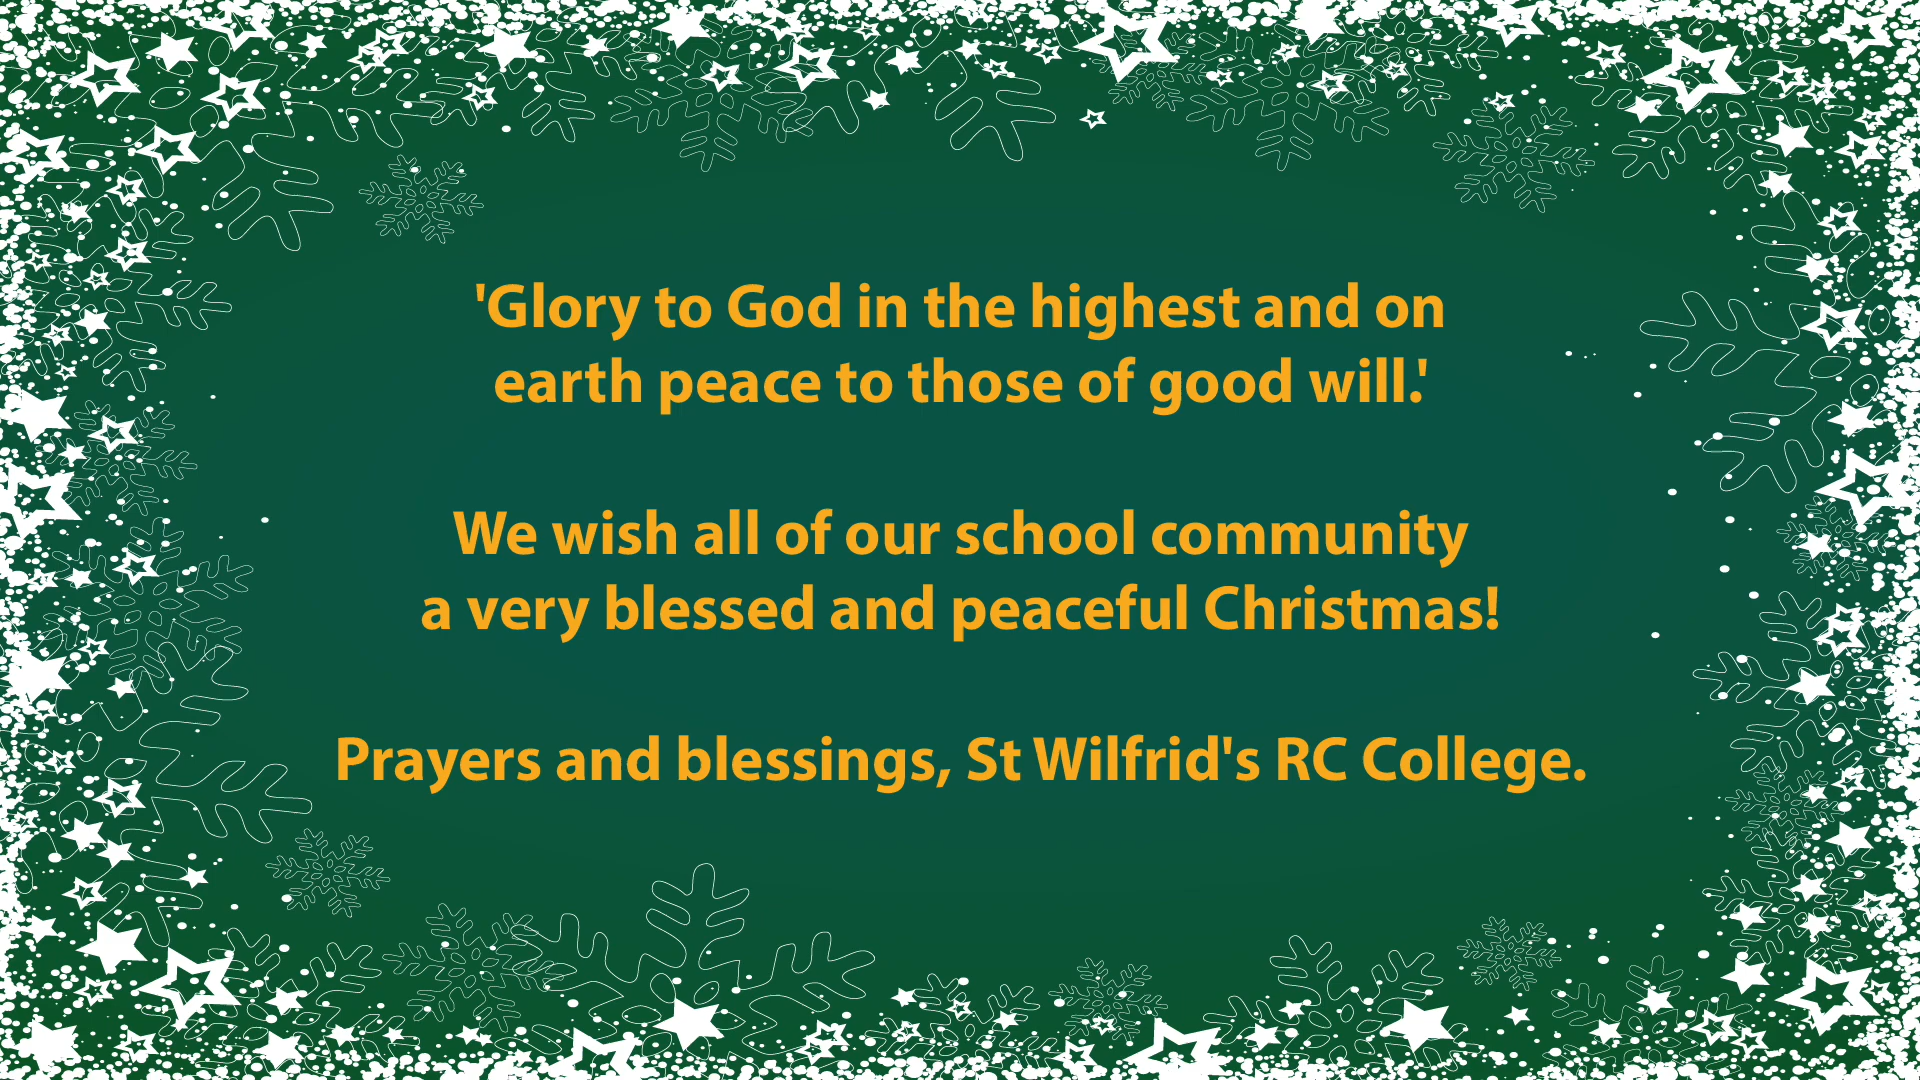 'Glory to God in the highest and on
earth peace to those of good will.'
We wish all of our school community
a very blessed and peaceful Christmas!
Prayers and blessings, St Wilfrid's RC College.